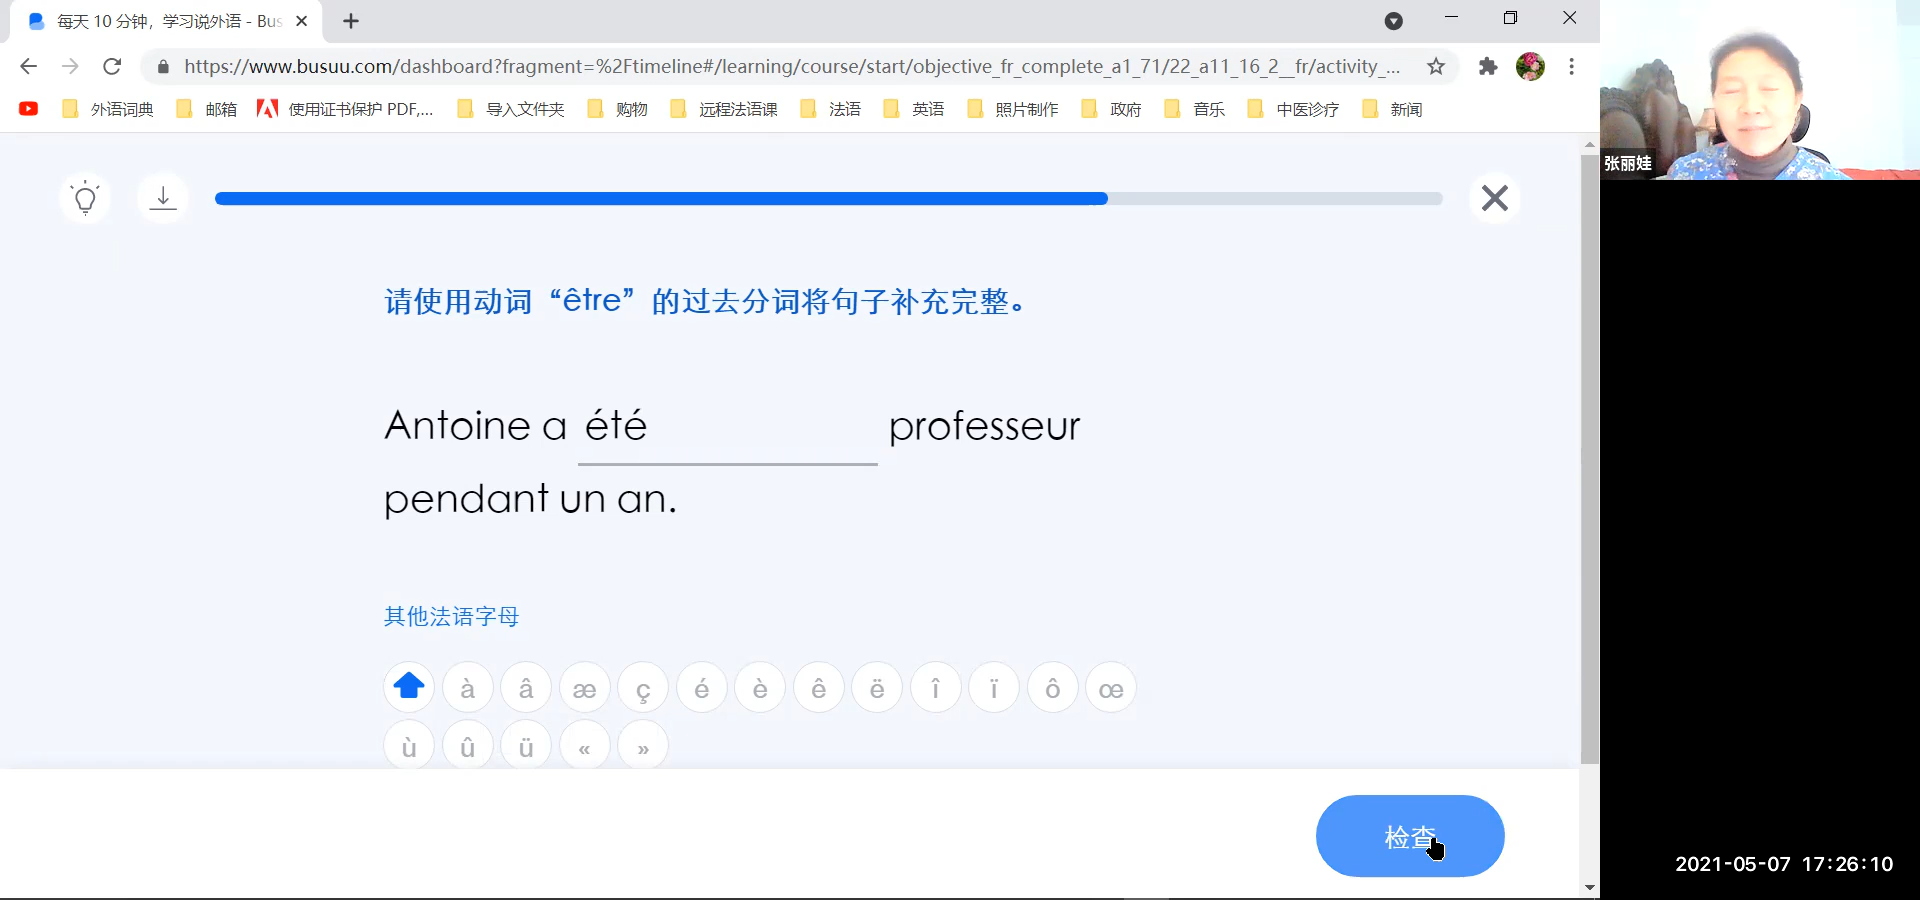 每天 10 分钟，学习说外语 - Bus
https://www.busuu.com/dashboard?fragment=%2Ftimeline#/learning/course/start/objective_fr_complete_a1_71/22_a11_16_2__fr/activity_...
外语词典 邮箱 使用证书保护 PDF,... 导入文件夹 购物 远程法语课 法语 英语 照片制作 政府 音乐 中医诊疗 新闻
张丽娃
请使用动词“être”的过去分词将句子补充完整。
Antoine a été professeur
pendant un an.
其他法语字母
à â æ ç é è ê ë î ï ô œ
ù û ü « »
检查
2021-05-07 17:26:10